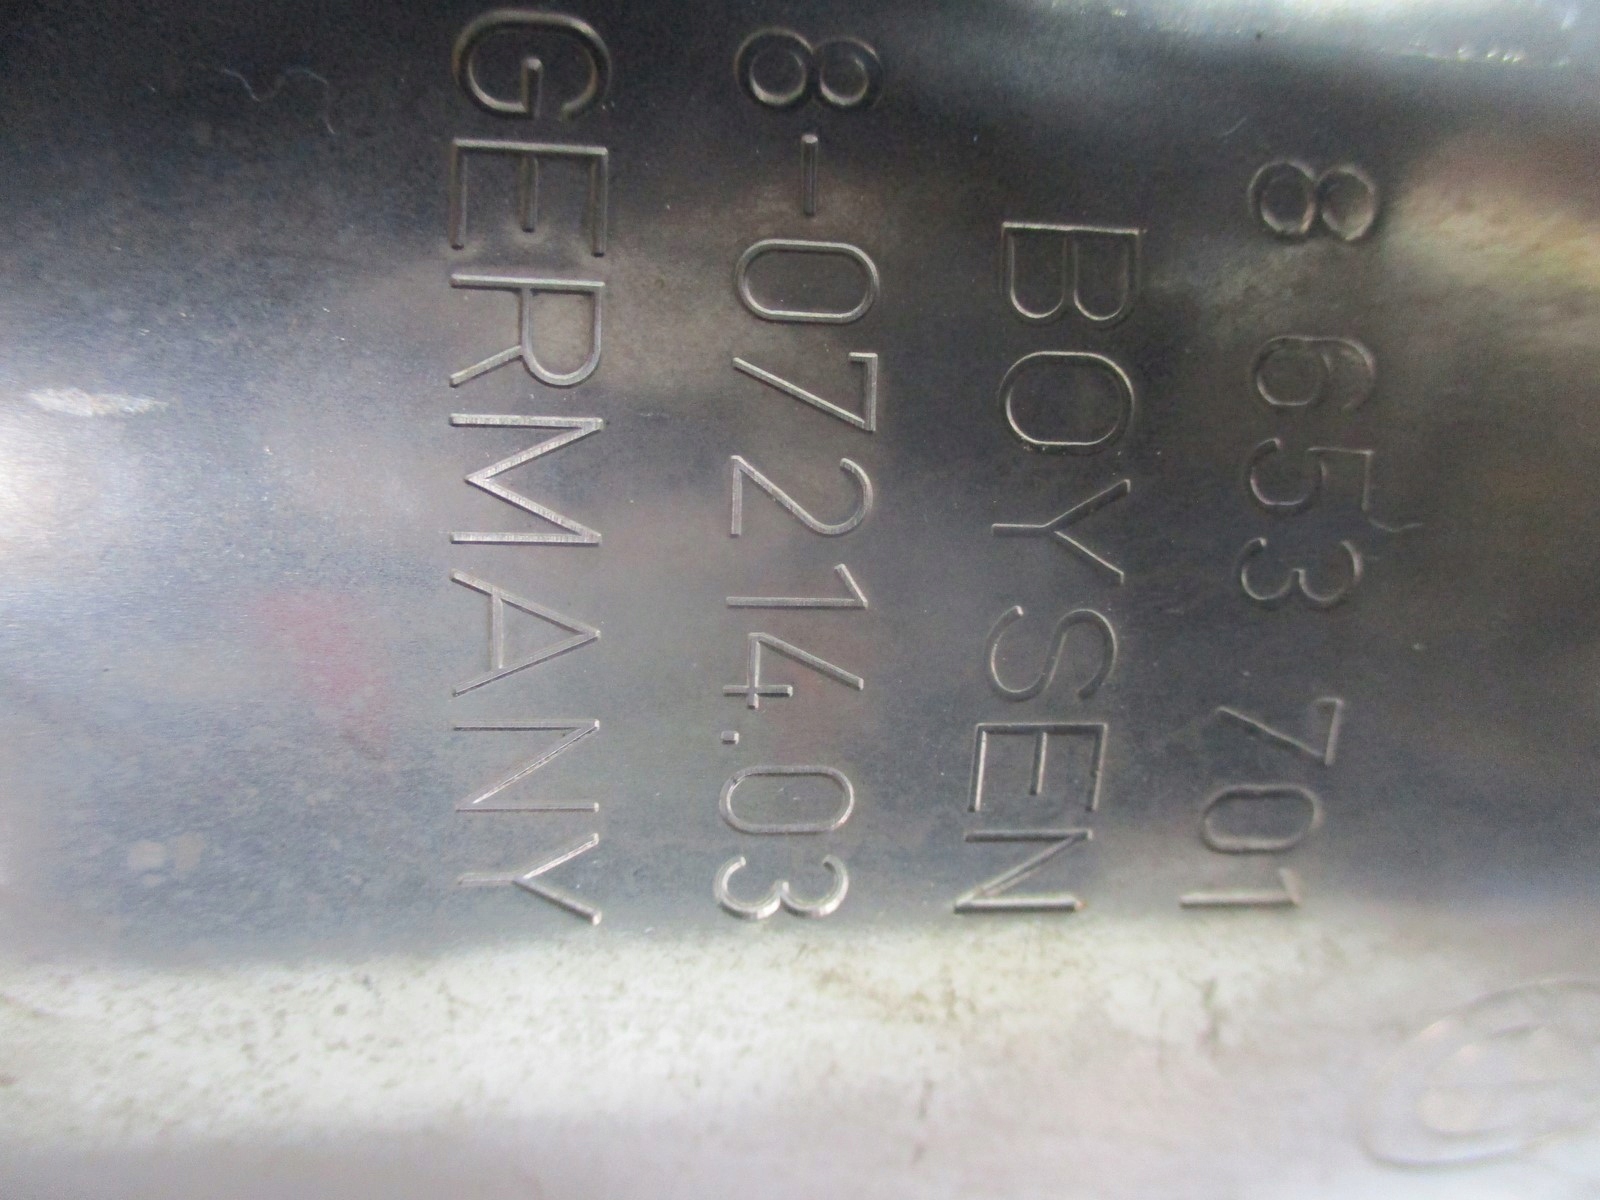 8 653 701
BOYSEN
8-07214.03
GERMANY